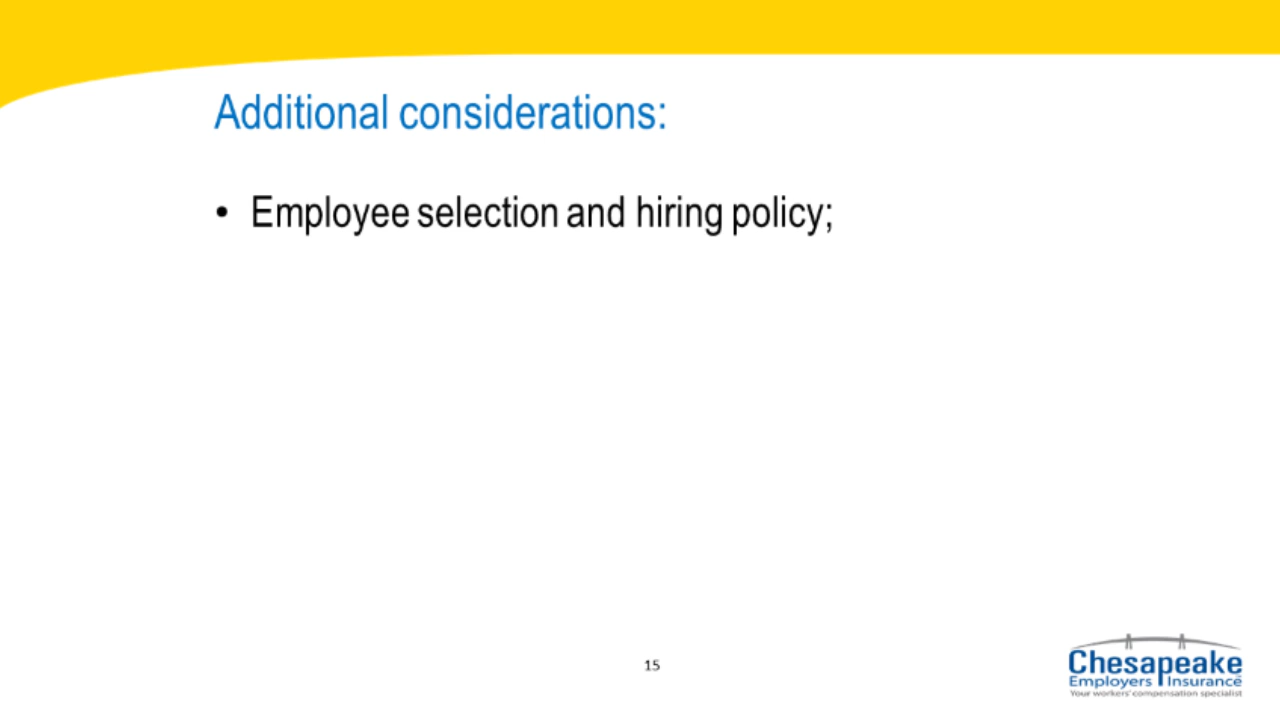 Additional considerations:
• Employee selection and hiring policy;
15
Chesapeake
Employers Insurance
Your workers' compensation specialist